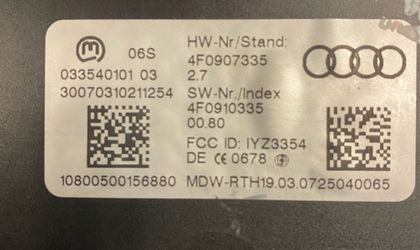 06S
033540101 03
30070310211254
10800500156880
HW-Nr/Stand:
4F0907335
2.7
SW-Nr./Index
4F0910335
00.80
FCC ID: IYZ3354
DE CE 0678
MDW-RTH19.03.0725040065